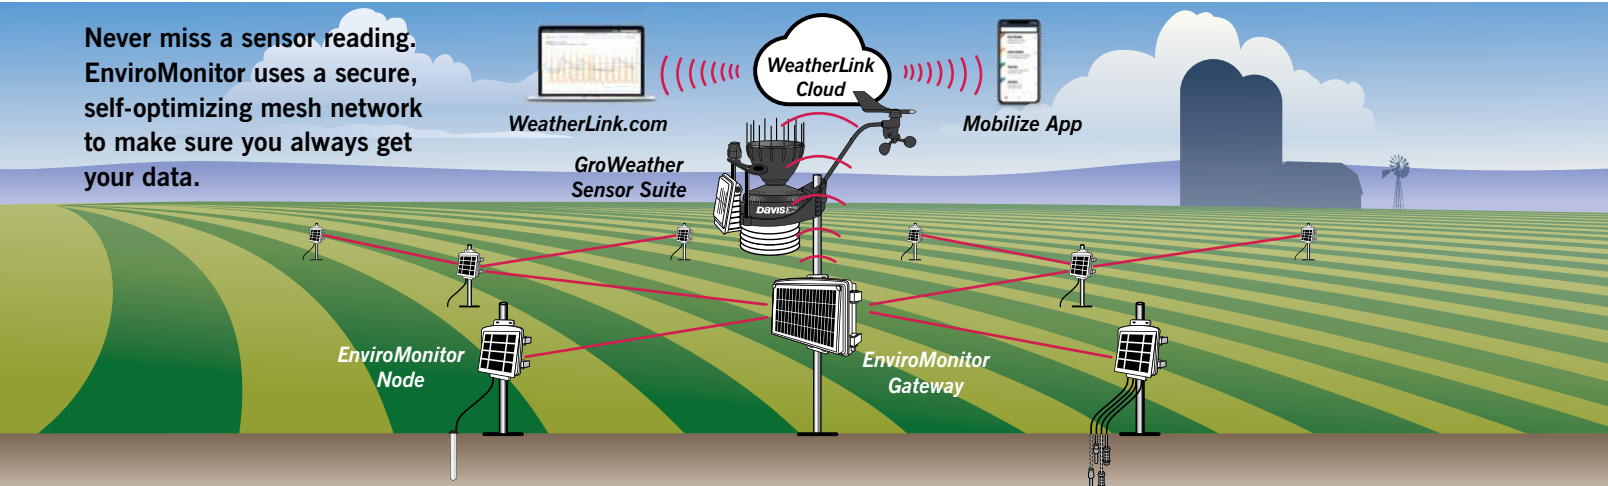 Never miss a sensor reading.
EnviroMonitor uses a secure,
self-optimizing mesh network
to make sure you always get
your data.
WeatherLink.com
WeatherLink
Cloud
Mobilize App
GroWeather
Sensor Suite
DAVIS
EnviroMonitor
Node
EnviroMonitor
Gateway